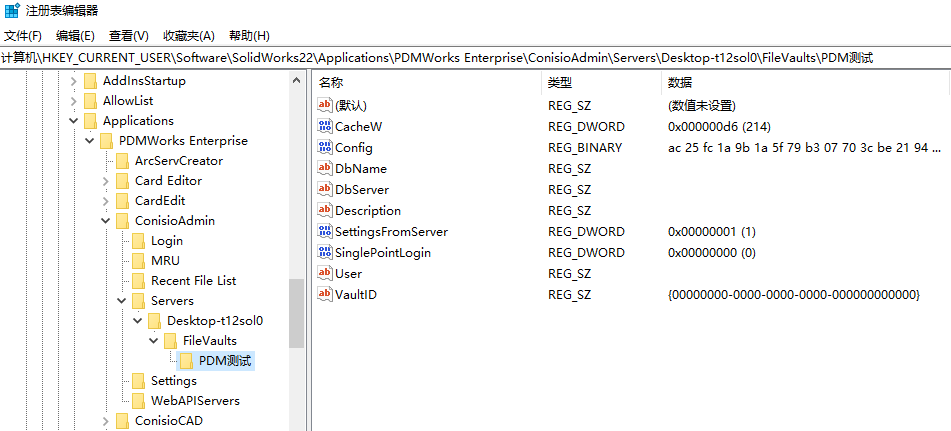 注册表编辑器
文件(F) 编辑(E) 查看(V) 收藏夹(A) 帮助(H)
计算机\HKEY_CURRENT_USER\Software\SolidWorks22\Applications\PDMWorks Enterprise\ConisioAdmin\Servers\Desktop-t12sol0\FileVaults\PDM测试
AddInsStartup
AllowList
Applications
PDMWorks Enterprise
ArcServCreator
Card Editor
CardEdit
ConisioAdmin
Login
MRU
Recent File List
Servers
Desktop-t12sol0
FileVaults
PDM测试
Settings
WebAPIServers
ConisioCAD
名称 类型 数据
(默认) REG_SZ (数值未设置)
CacheW REG_DWORD 0x000000d6 (214)
Config REG_BINARY ac 25 fc 1a 9b 1a 5f 79 b3 07 70 3c be 21 94 ...
DbName REG_SZ
DbServer REG_SZ
Description REG_SZ
SettingsFromServer REG_DWORD 0x00000001 (1)
SinglePointLogin REG_DWORD 0x00000000 (0)
User REG_SZ
VaultID REG_SZ {00000000-0000-0000-0000-000000000000}